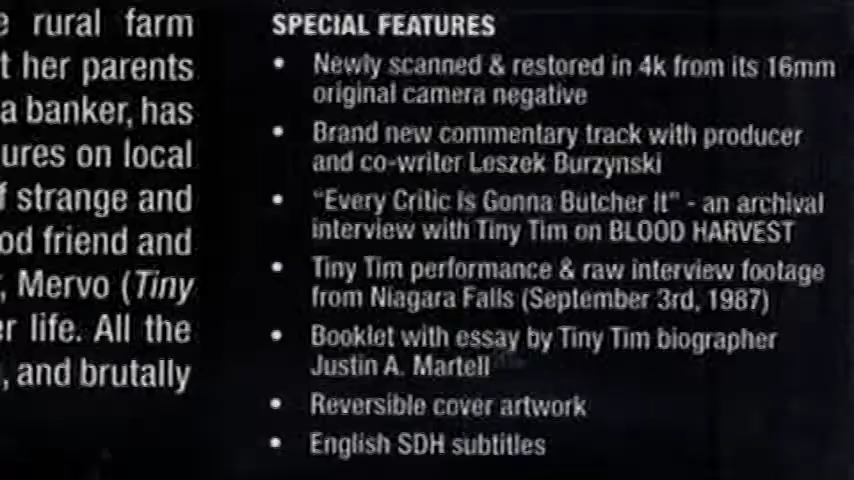 rural farm
her parents
a banker, has
ures on local
f strange and
od friend and
, Mervo (Tiny
er life. All the
, and brutally
SPECIAL FEATURES
• Newly scanned & restored in 4k from its 16mm
original camera negative
• Brand new commentary track with producer
and co-writer Leszek Burzynski
• "Every Critic Is Gonna Butcher It" - an archival
interview with Tiny Tim on BLOOD HARVEST
• Tiny Tim performance & raw interview footage
from Niagara Falls (September 3rd, 1987)
• Booklet with essay by Tiny Tim biographer
Justin A. Martell
• Reversible cover artwork
• English SDH subtitles